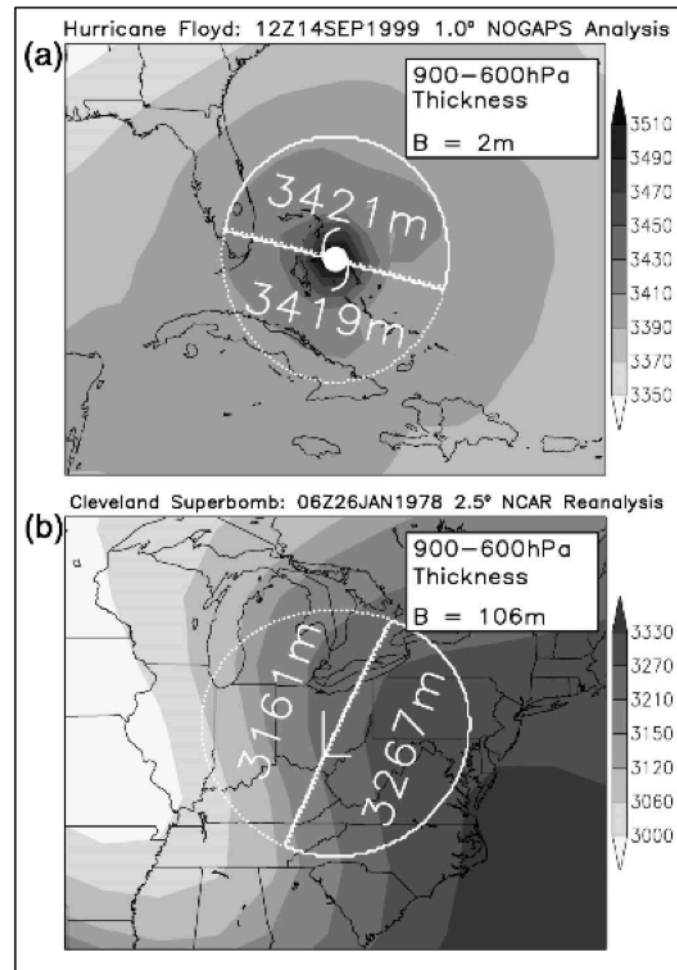 Hurricane Floyd: 12Z14SEP1999 1.0° NOGAPS Analysis
(a)
900-600hPa
Thickness
B = 2m
3421m
3419m
3510
3490
3470
3450
3430
3410
3390
3370
3350
Cleveland Superbomb: 06Z26JAN1978 2.5° NCAR Reanalysis
(b)
900-600hPa
Thickness
B = 106m
3161m
L
3267m
3330
3270
3210
3150
3120
3060
3000